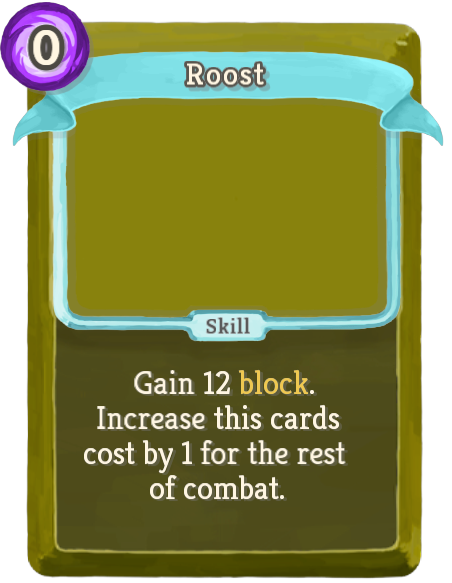 0
Roost
Skill
Gain 12 block.
Increase this cards
cost by 1 for the rest
of combat.